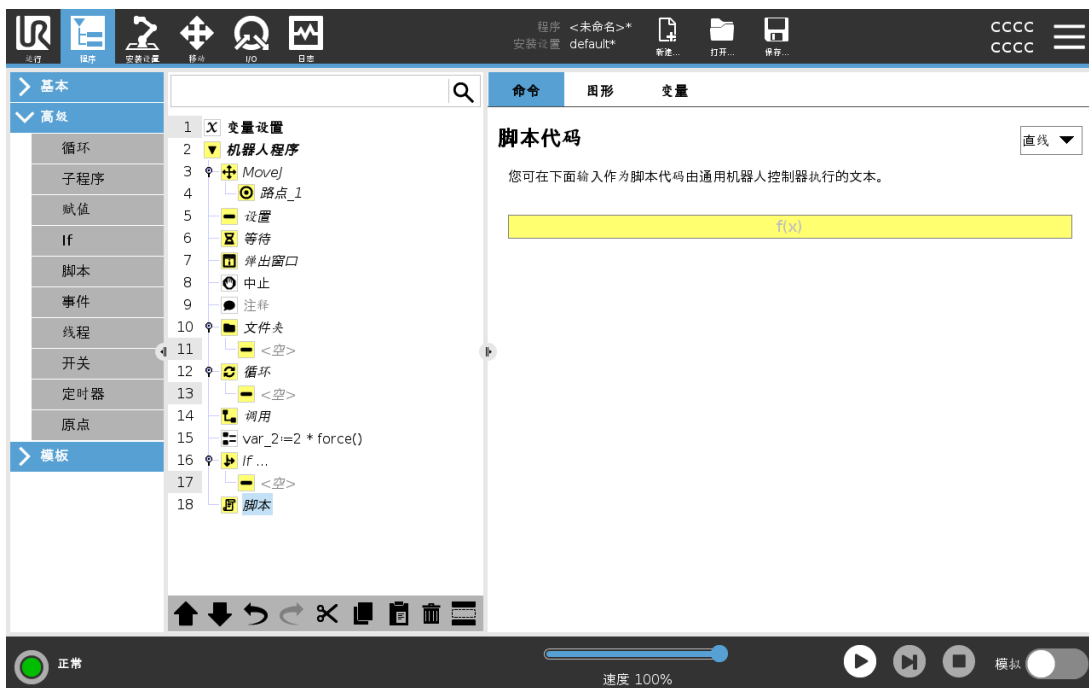 程序 <未命名>*
安装设置 default*
新建...
打开...
保存...
CCCC
CCCC
UR
运行
程序
安装设置
移动
I/O
日志
基本
高级
循环
子程序
赋值
If
脚本
事件
线程
开关
定时器
原点
模板
1 X 变量设置
2 机器人程序
3 MoveJ
4 路点_1
5 设置
6 等待
7 弹出窗口
8 中止
9 注释
10 文件夹
11 <空>
12 循环
13 <空>
14 调用
15 var_2≔2 * force()
16 If ...
17 <空>
18 脚本
命令 图形 变量
脚本代码
直线
您可在下面输入作为脚本代码由通用机器人控制器执行的文本。
f(x)
正常
速度 100%
模拟